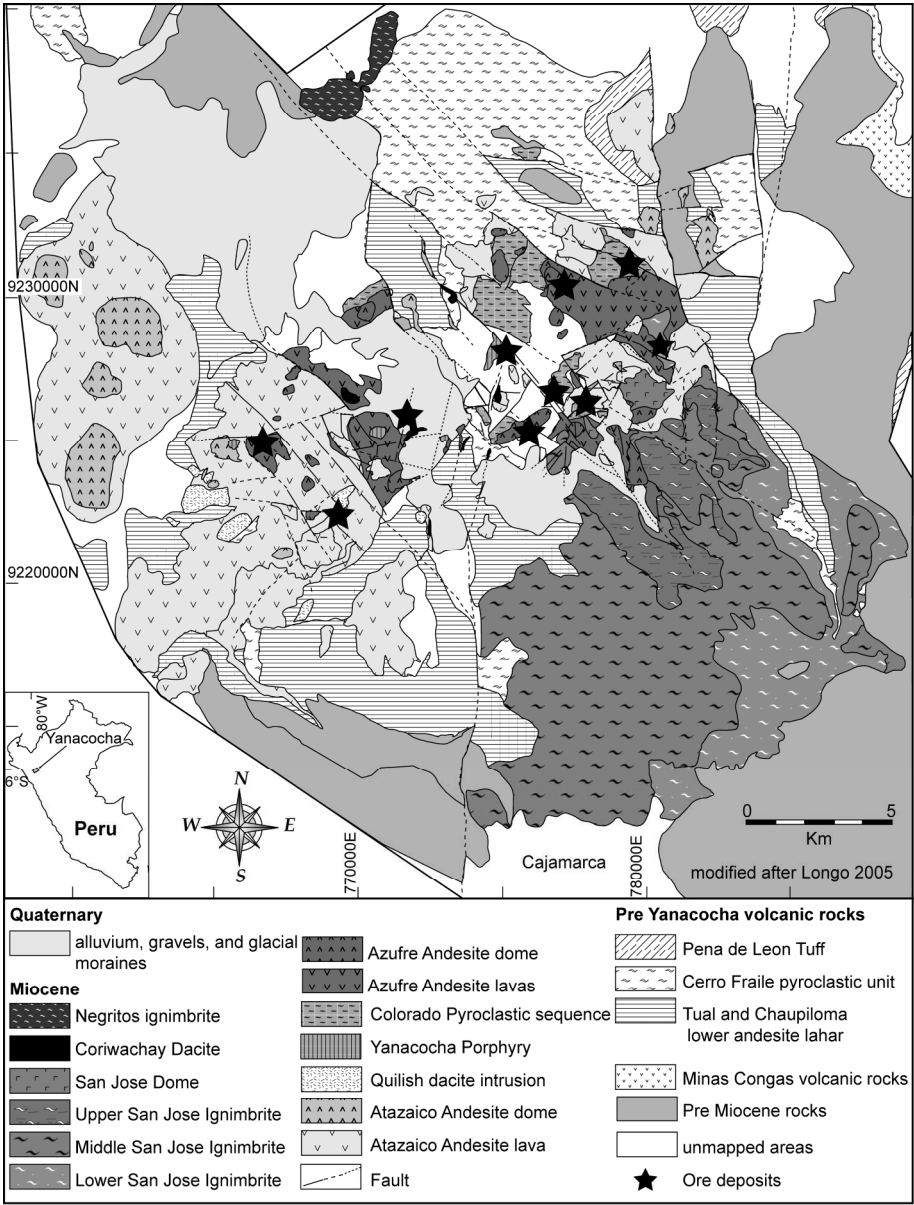 9230000N
9220000N
80°W
Yanacocha
6°S
Peru
N
W
E
S
770000E
780000E
Cajamarca
0
5
Km
modified after Longo 2005
Quaternary
alluvium, gravels, and glacial
moraines
Miocene
Negritos ignimbrite
Coriwachay Dacite
San Jose Dome
Upper San Jose Ignimbrite
Middle San Jose Ignimbrite
Lower San Jose Ignimbrite
Azufre Andesite dome
Azufre Andesite lavas
Colorado Pyroclastic sequence
Yanacocha Porphyry
Quilish dacite intrusion
Atazaico Andesite dome
Atazaico Andesite lava
Fault
Pre Yanacocha volcanic rocks
Pena de Leon Tuff
Cerro Fraile pyroclastic unit
Tual and Chaupiloma
lower andesite lahar
Minas Congas volcanic rocks
Pre Miocene rocks
unmapped areas
Ore deposits